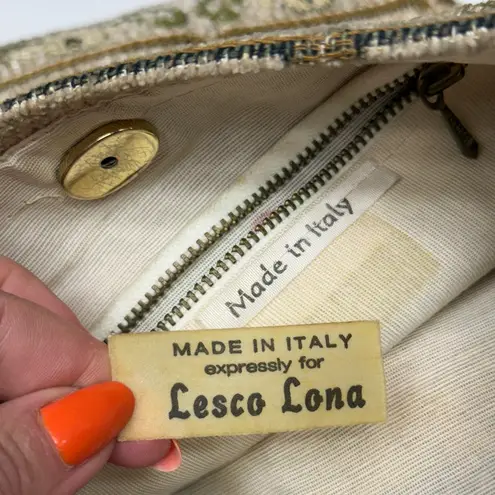 Made in Italy
MADE IN ITALY
expressly for
Lesco Lona